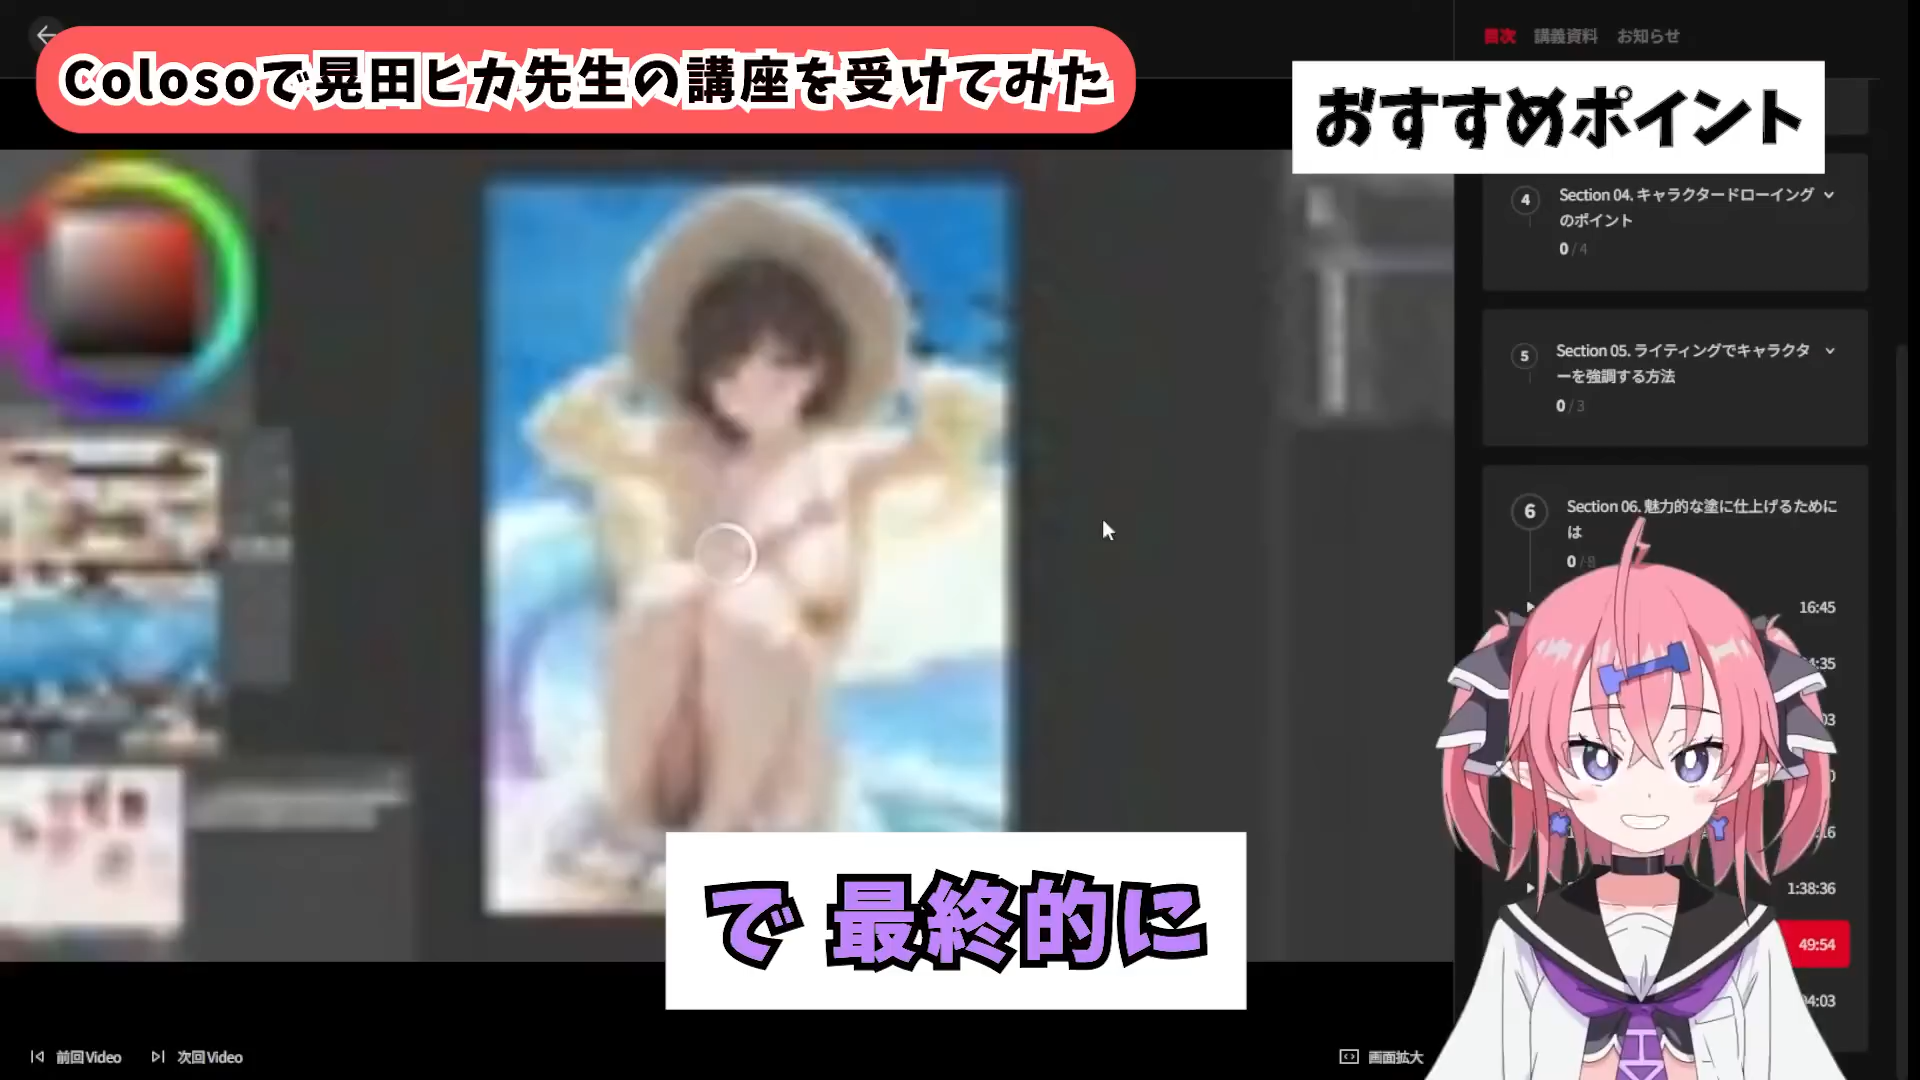 Colosoで晃田ヒカ先生の講座を受けてみた
目次 講義資料 お知らせ
おすすめポイント
4 Section 04. キャラクタードローイング
のポイント
0 / 4
5 Section 05. ライティングでキャラクタ
ーを強調する方法
0 / 3
6 Section 06. 魅力的な塗に仕上げるために
は
0 / 8
16:45
1:38:36
49:54
で 最終的に
前回Video 次回Video
画面拡大